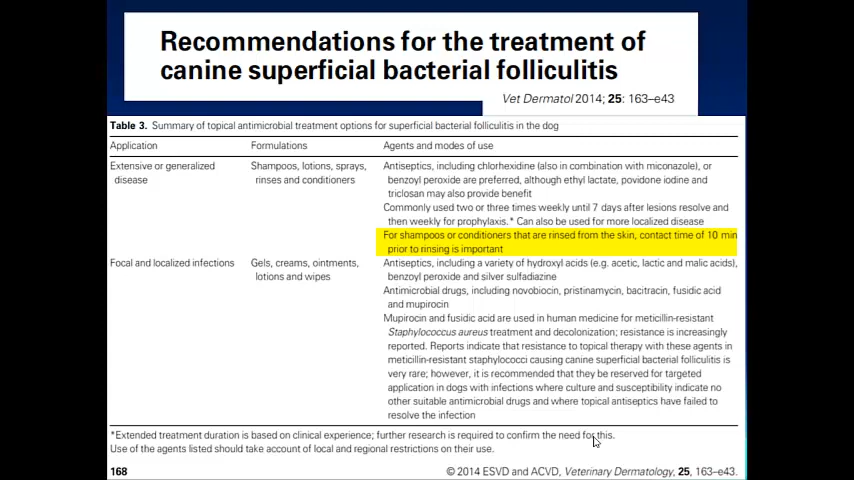 Recommendations for the treatment of
canine superficial bacterial folliculitis
Vet Dermatol 2014; 25: 163–e43
Table 3. Summary of topical antimicrobial treatment options for superficial bacterial folliculitis in the dog
Application Formulations Agents and modes of use
Extensive or generalized Shampoos, lotions, sprays, Antiseptics, including chlorhexidine (also in combination with miconazole), or
disease rinses and conditioners benzoyl peroxide are preferred, although ethyl lactate, povidone iodine and
triclosan may also provide benefit
Commonly used two or three times weekly until 7 days after lesions resolve and
then weekly for prophylaxis.* Can also be used for more localized disease
For shampoos or conditioners that are rinsed from the skin, contact time of 10 min
prior to rinsing is important
Focal and localized infections Gels, creams, ointments, Antiseptics, including a variety of hydroxyl acids (e.g. acetic, lactic and malic acids),
lotions and wipes benzoyl peroxide and silver sulfadiazine
Antimicrobial drugs, including novobiocin, pristinamycin, bacitracin, fusidic acid
and mupirocin
Mupirocin and fusidic acid are used in human medicine for meticillin-resistant
Staphylococcus aureus treatment and decolonization; resistance is increasingly
reported. Reports indicate that resistance to topical therapy with these agents in
meticillin-resistant staphylococci causing canine superficial bacterial folliculitis is
very rare; however, it is recommended that they be reserved for targeted
application in dogs with infections where culture and susceptibility indicate no
other suitable antimicrobial drugs and where topical antiseptics have failed to
resolve the infection
*Extended treatment duration is based on clinical experience; further research is required to confirm the need for this.
Use of the agents listed should take account of local and regional restrictions on their use.
168 © 2014 ESVD and ACVD, Veterinary Dermatology, 25, 163–e43.